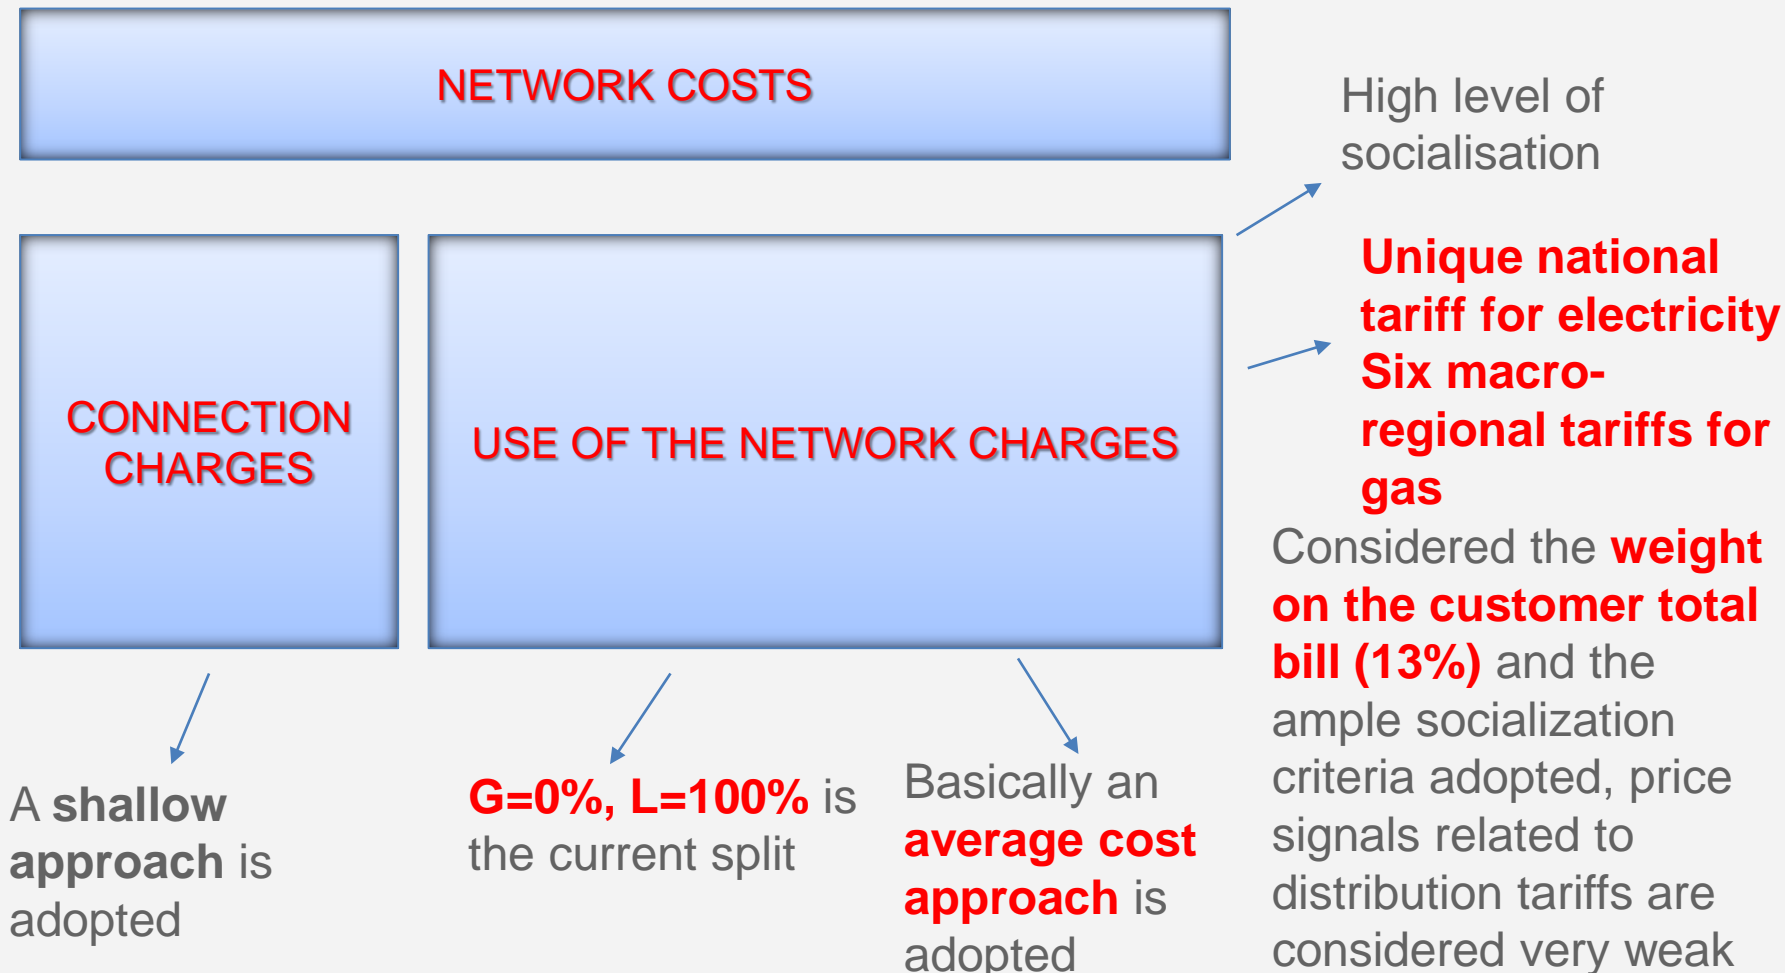 NETWORK COSTS
High level of
socialisation
CONNECTION
CHARGES
USE OF THE NETWORK CHARGES
Unique national
tariff for electricity
Six macro-
regional tariffs for
gas
Considered the weight
on the customer total
bill (13%) and the
ample socialization
criteria adopted, price
signals related to
distribution tariffs are
considered very weak
A shallow
approach is
adopted
G=0%, L=100% is
the current split
Basically an
average cost
approach is
adopted